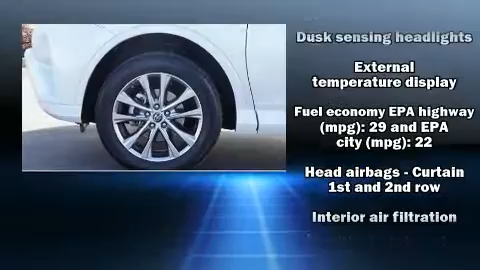 Dusk sensing headlights
External
temperature display
Fuel economy EPA highway
(mpg): 29 and EPA
city (mpg): 22
Head airbags - Curtain
1st and 2nd row
Interior air filtration